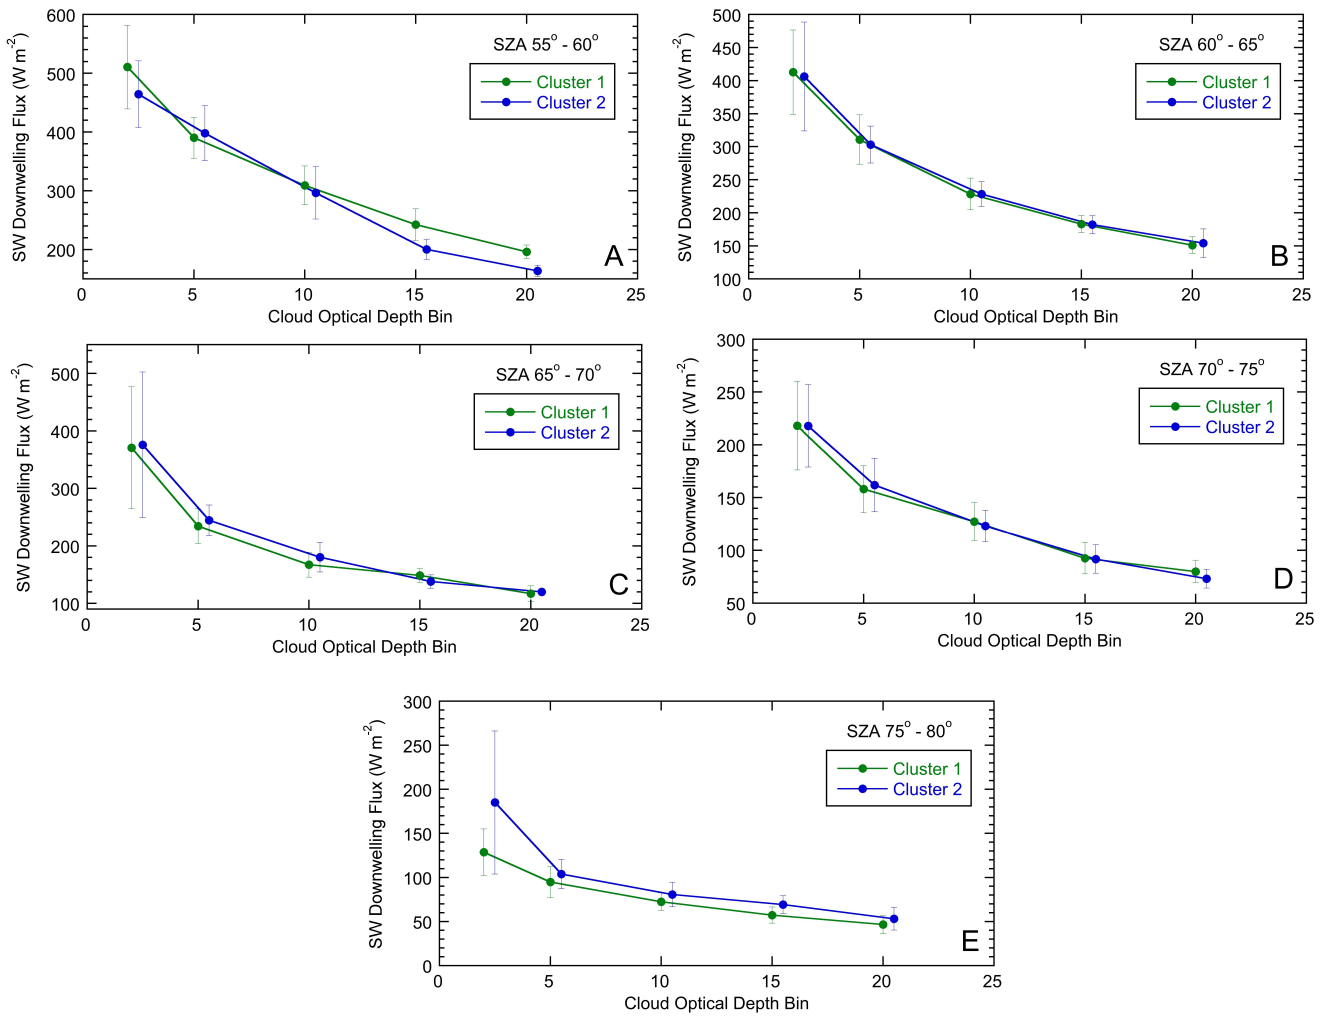 SW Downwelling Flux (W m-2)
600
500
400
300
200
SZA 55o - 60o
Cluster 1
Cluster 2
A
0 5 10 15 20 25
Cloud Optical Depth Bin
SW Downwelling Flux (W m-2)
500
450
400
350
300
250
200
150
100
SZA 60o - 65o
Cluster 1
Cluster 2
B
0 5 10 15 20 25
Cloud Optical Depth Bin
SW Downwelling Flux (W m-2)
500
400
300
200
100
SZA 65o - 70o
Cluster 1
Cluster 2
C
0 5 10 15 20 25
Cloud Optical Depth Bin
SW Downwelling Flux (W m-2)
300
250
200
150
100
50
SZA 70o - 75o
Cluster 1
Cluster 2
D
0 5 10 15 20 25
Cloud Optical Depth Bin
SW Downwelling Flux (W m-2)
300
250
200
150
100
50
0
SZA 75o - 80o
Cluster 1
Cluster 2
E
0 5 10 15 20 25
Cloud Optical Depth Bin